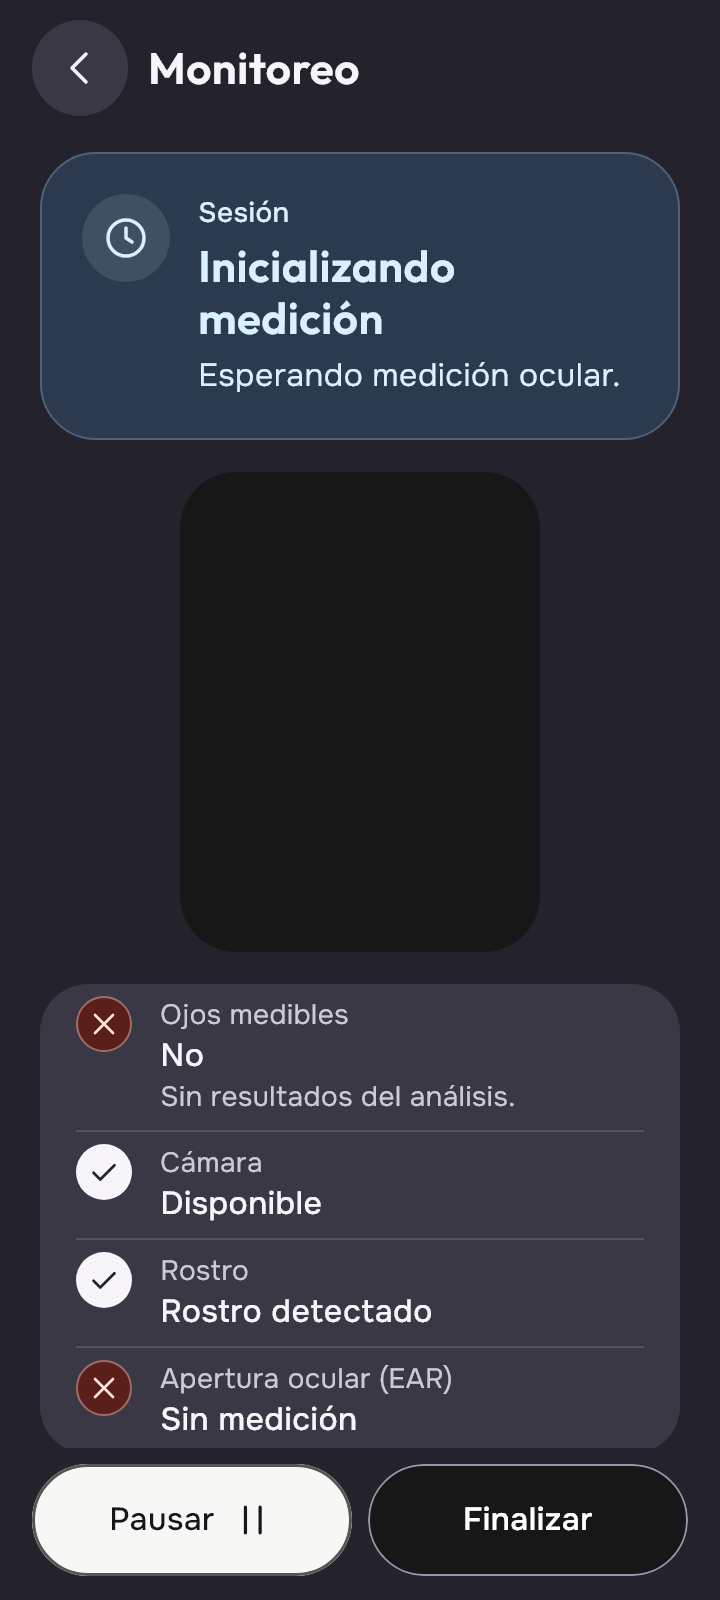 Monitoreo
Sesión
Inicializando
medición
Esperando medición ocular.
Ojos medibles
No
Sin resultados del análisis.
Cámara
Disponible
Rostro
Rostro detectado
Apertura ocular (EAR)
Sin medición
Pausar
Finalizar